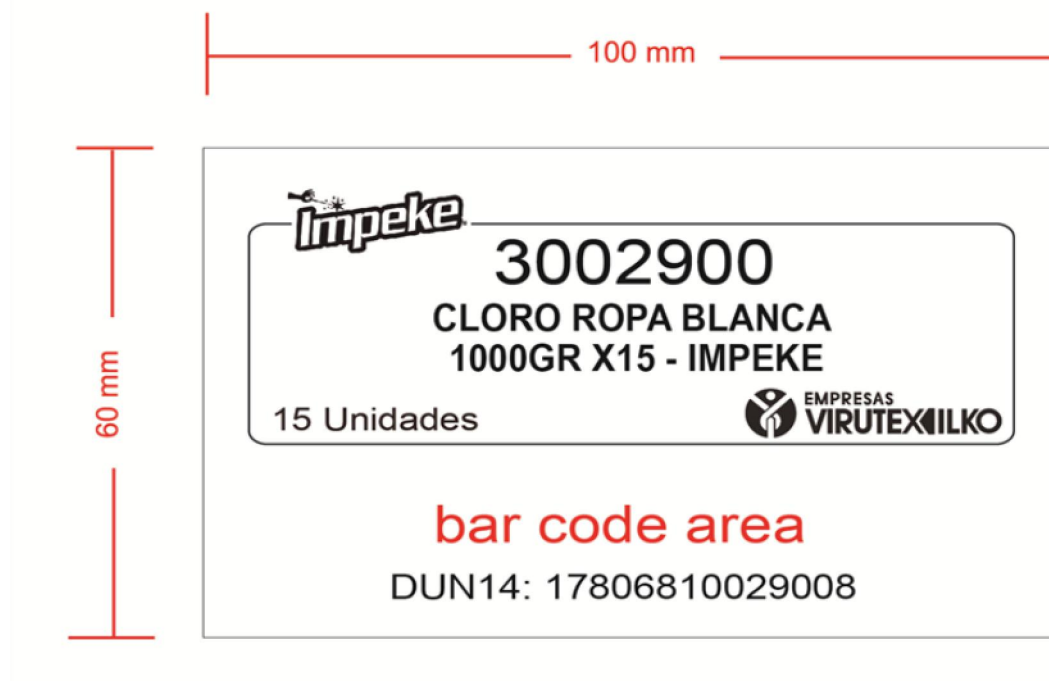 100 mm
60 mm
Impeke
3002900
CLORO ROPA BLANCA
1000GR X15 - IMPEKE
15 Unidades
EMPRESAS
VIRUTEX ILKO
bar code area
DUN14: 17806810029008